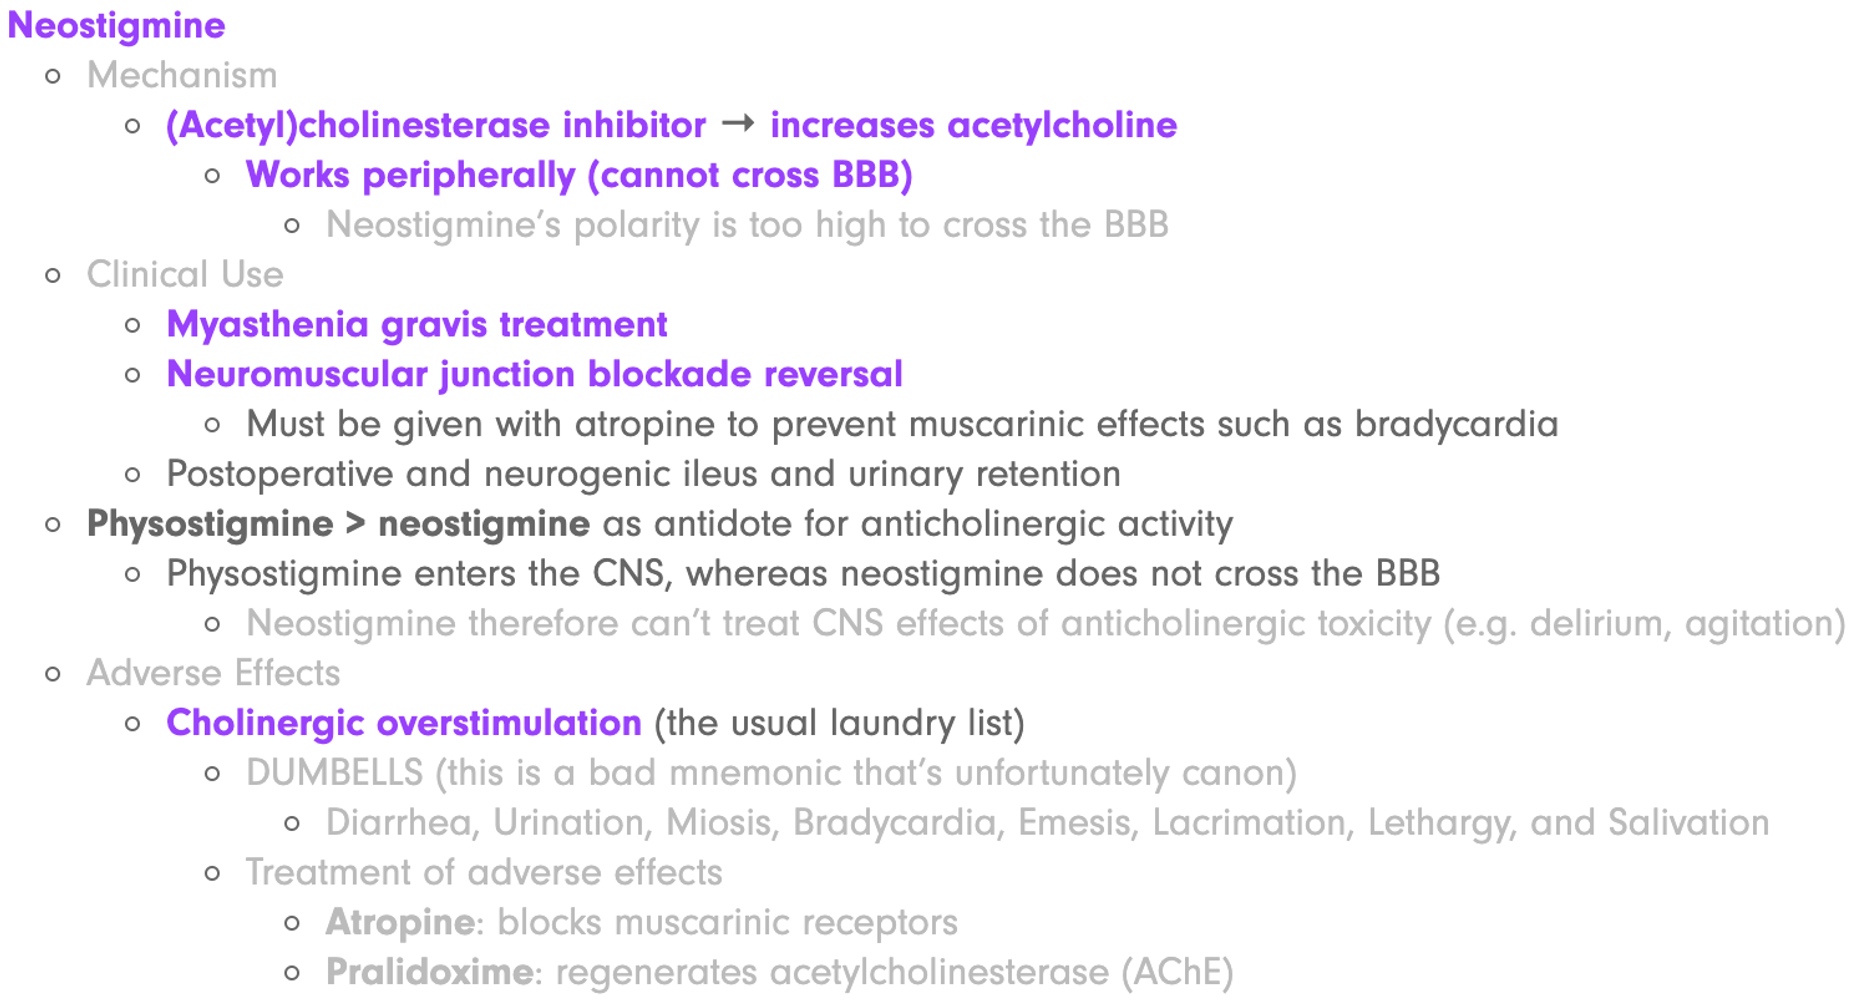 Neostigmine
Mechanism
(Acetyl)cholinesterase inhibitor → increases acetylcholine
Works peripherally (cannot cross BBB)
Neostigmine’s polarity is too high to cross the BBB
Clinical Use
Myasthenia gravis treatment
Neuromuscular junction blockade reversal
Must be given with atropine to prevent muscarinic effects such as bradycardia
Postoperative and neurogenic ileus and urinary retention
Physostigmine > neostigmine as antidote for anticholinergic activity
Physostigmine enters the CNS, whereas neostigmine does not cross the BBB
Neostigmine therefore can’t treat CNS effects of anticholinergic toxicity (e.g. delirium, agitation)
Adverse Effects
Cholinergic overstimulation (the usual laundry list)
DUMBELLS (this is a bad mnemonic that’s unfortunately canon)
Diarrhea, Urination, Miosis, Bradycardia, Emesis, Lacrimation, Lethargy, and Salivation
Treatment of adverse effects
Atropine: blocks muscarinic receptors
Pralidoxime: regenerates acetylcholinesterase (AChE)